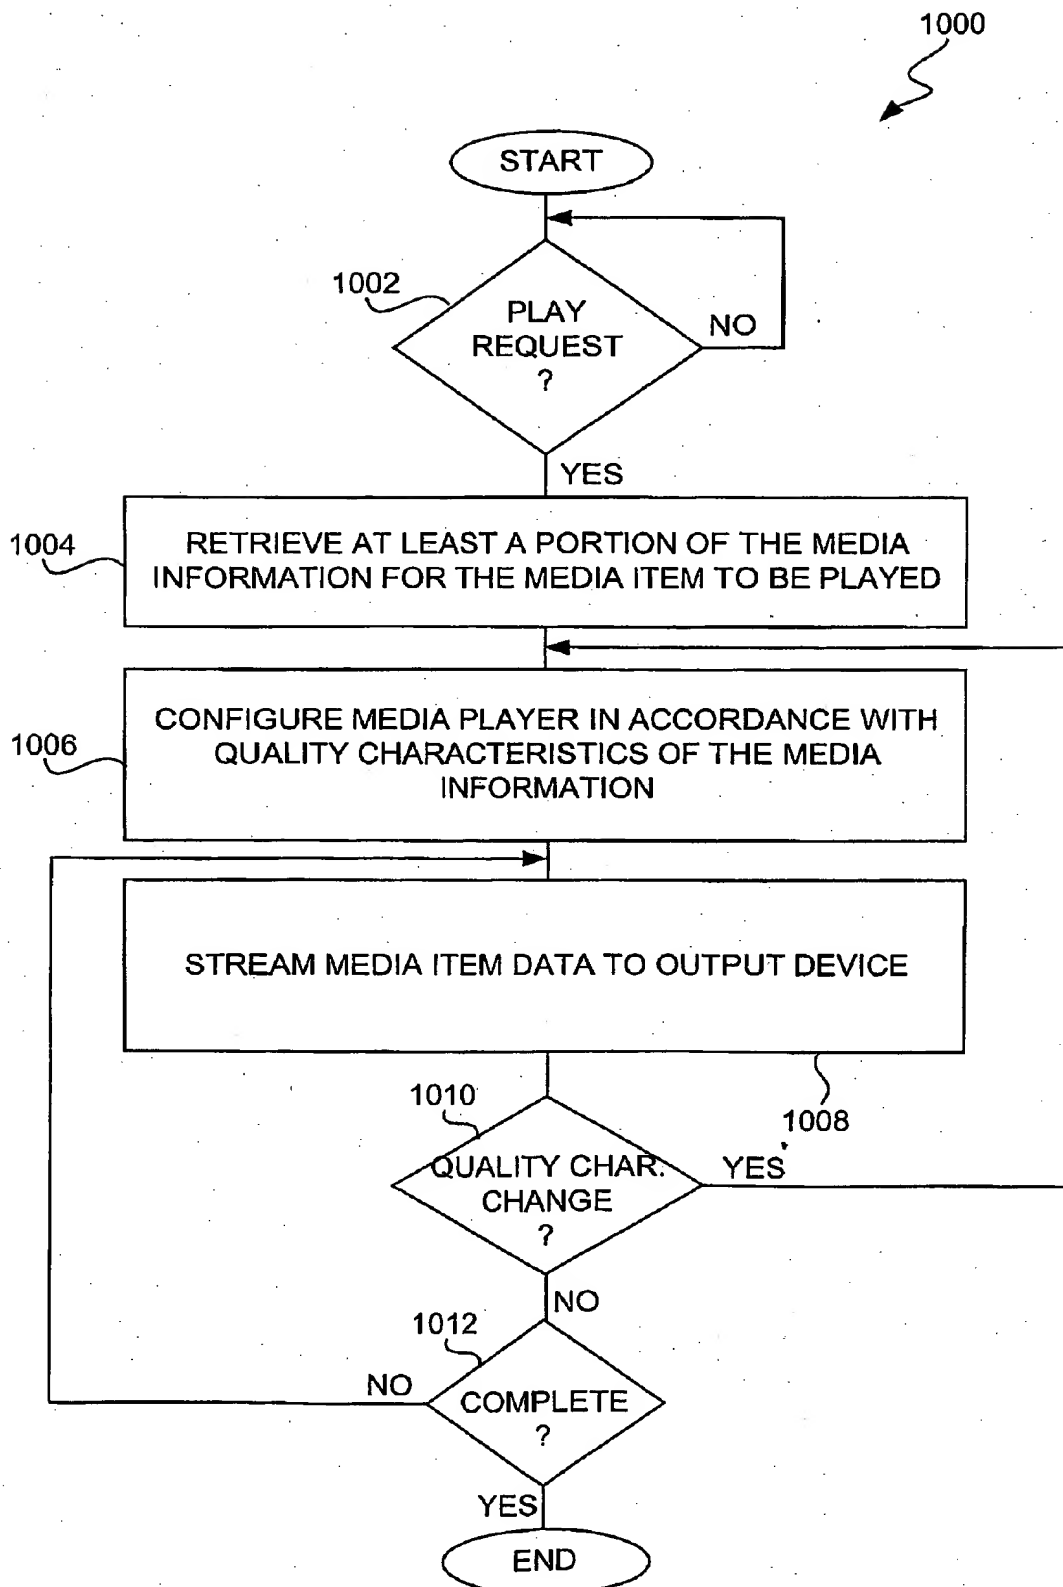 1000
START
1002
PLAY
REQUEST
?
NO
YES
1004
RETRIEVE AT LEAST A PORTION OF THE MEDIA
INFORMATION FOR THE MEDIA ITEM TO BE PLAYED
1006
CONFIGURE MEDIA PLAYER IN ACCORDANCE WITH
QUALITY CHARACTERISTICS OF THE MEDIA
INFORMATION
STREAM MEDIA ITEM DATA TO OUTPUT DEVICE
1008
1010
QUALITY CHAR.
CHANGE
?
YES
NO
1012
COMPLETE
?
NO
YES
END